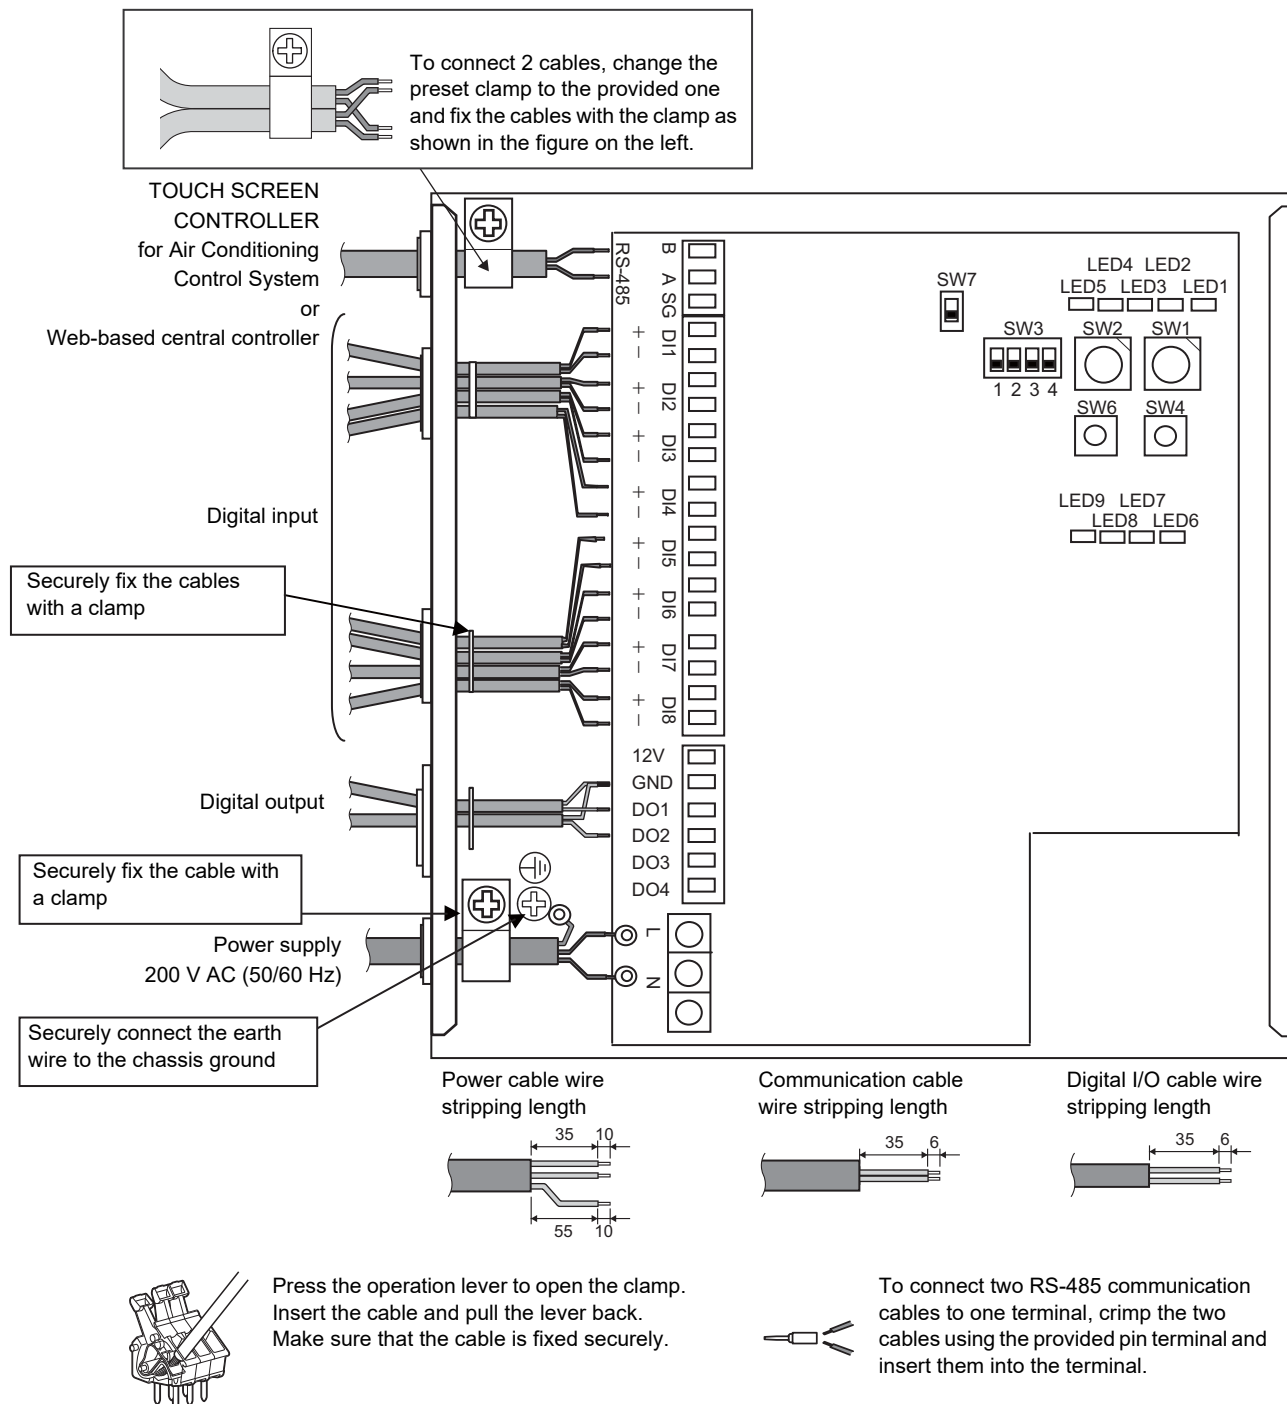 To connect 2 cables, change the
preset clamp to the provided one
and fix the cables with the clamp as
shown in the figure on the left.
TOUCH SCREEN
CONTROLLER
for Air Conditioning
Control System
or
Web-based central controller
RS-485
B
A
SG
+
−
DI1
+
−
DI2
+
−
DI3
+
−
DI4
Digital input
+
−
DI5
+
−
DI6
+
−
DI7
+
−
DI8
Securely fix the cables
with a clamp
12V
GND
DO1
DO2
DO3
DO4
Digital output
Securely fix the cable with
a clamp
L
N
Power supply
200 V AC (50/60 Hz)
Securely connect the earth
wire to the chassis ground
SW7
LED4 LED2
LED5 LED3 LED1
SW3
SW2
SW1
1 2 3 4
SW6
SW4
LED9 LED7
LED8 LED6
Power cable wire
stripping length
35 10
55 10
Communication cable
wire stripping length
35 6
Digital I/O cable wire
stripping length
35 6
Press the operation lever to open the clamp.
Insert the cable and pull the lever back.
Make sure that the cable is fixed securely.
To connect two RS-485 communication
cables to one terminal, crimp the two
cables using the provided pin terminal and
insert them into the terminal.